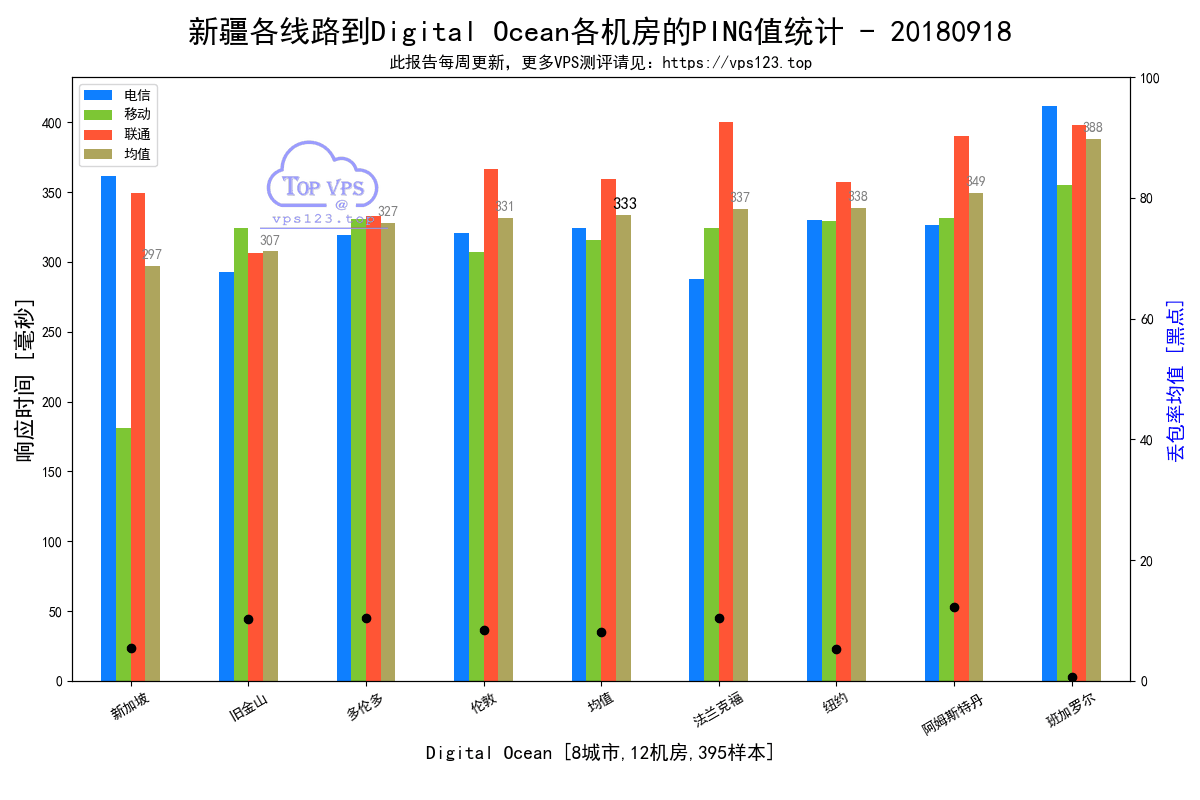 新疆各线路到Digital Ocean各机房的PING值统计 - 20180918
此报告每周更新，更多VPS测评请见：https://vps123.top
电信
移动
联通
均值
TOP VPS
@
vps123.top
响应时间 [毫秒]
400
350
300
250
200
150
100
50
0
297
307
327
331
333
337
338
349
388
100
80
60
40
20
0
丢包率均值 [黑点]
新加坡
旧金山
多伦多
伦敦
均值
法兰克福
纽约
阿姆斯特丹
班加罗尔
Digital Ocean [8城市,12机房,395样本]